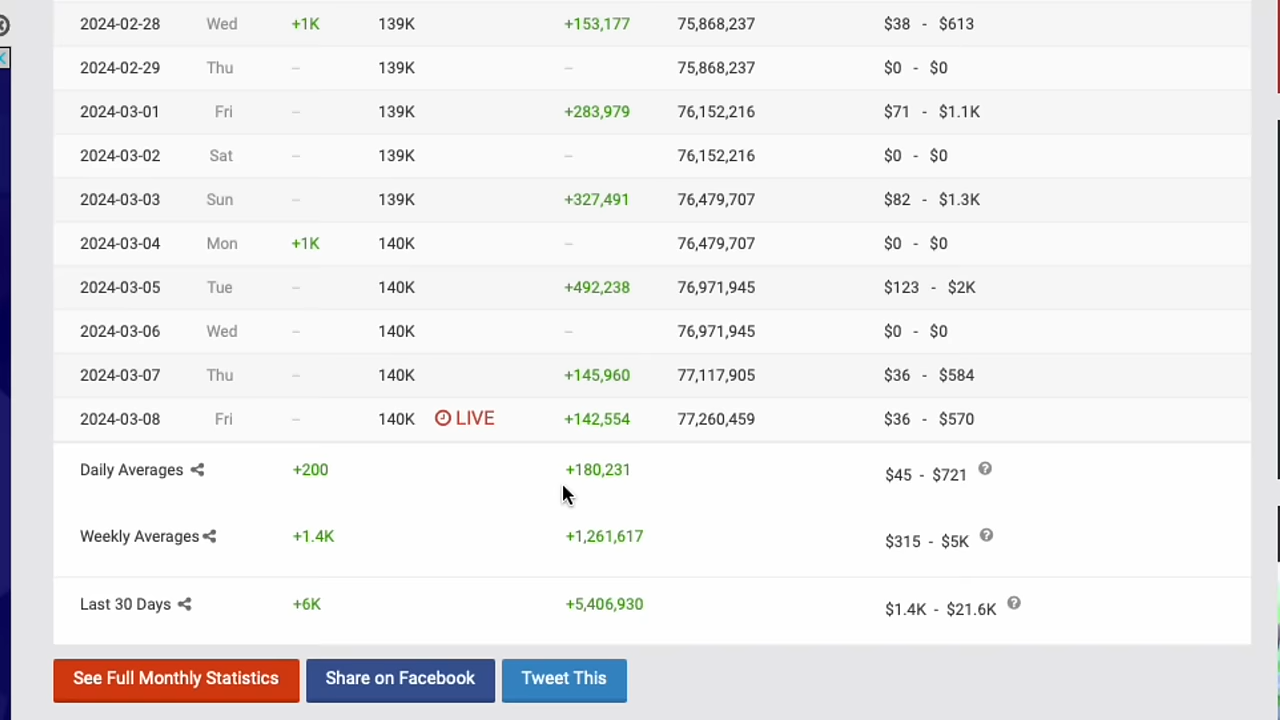 2024-02-28 Wed +1K 139K +153,177 75,868,237 $38 - $613
2024-02-29 Thu – 139K – 75,868,237 $0 - $0
2024-03-01 Fri – 139K +283,979 76,152,216 $71 - $1.1K
2024-03-02 Sat – 139K – 76,152,216 $0 - $0
2024-03-03 Sun – 139K +327,491 76,479,707 $82 - $1.3K
2024-03-04 Mon +1K 140K – 76,479,707 $0 - $0
2024-03-05 Tue – 140K +492,238 76,971,945 $123 - $2K
2024-03-06 Wed – 140K – 76,971,945 $0 - $0
2024-03-07 Thu – 140K +145,960 77,117,905 $36 - $584
2024-03-08 Fri – 140K LIVE +142,554 77,260,459 $36 - $570
Daily Averages +200 +180,231 $45 - $721 ?
Weekly Averages +1.4K +1,261,617 $315 - $5K ?
Last 30 Days +6K +5,406,930 $1.4K - $21.6K ?
See Full Monthly Statistics Share on Facebook Tweet This